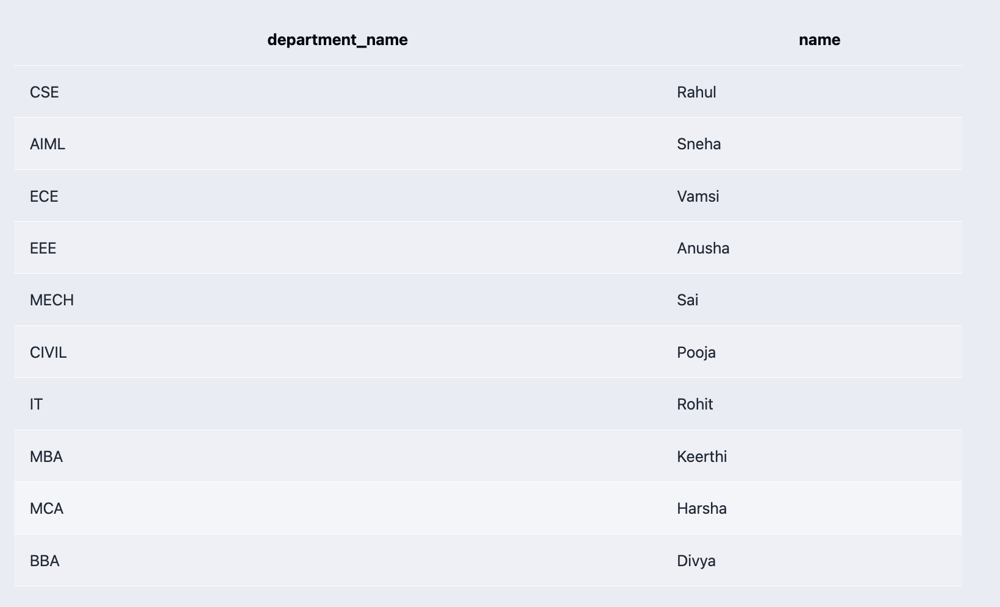 department_name name
CSE Rahul
AIML Sneha
ECE Vamsi
EEE Anusha
MECH Sai
CIVIL Pooja
IT Rohit
MBA Keerthi
MCA Harsha
BBA Divya